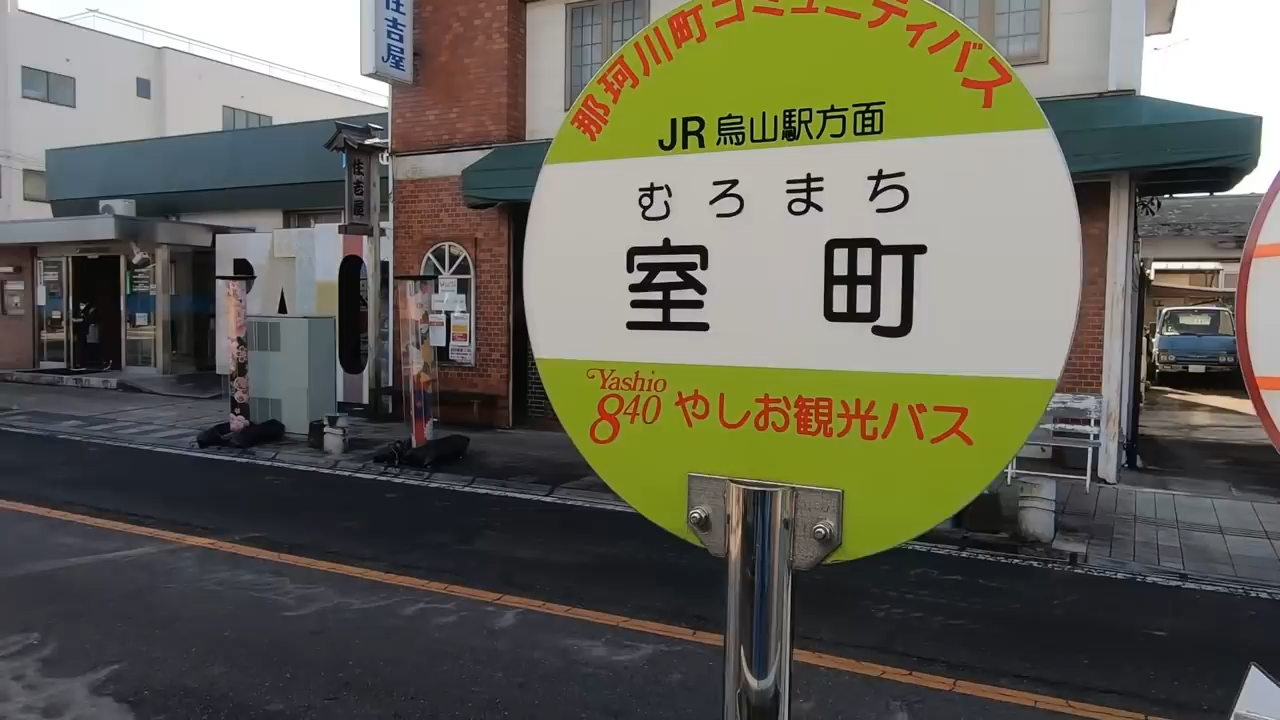 住吉屋
住吉屋
那珂川町コミュニティバス
JR 烏山駅方面
むろまち
室町
Yashio
840 やしお観光バス